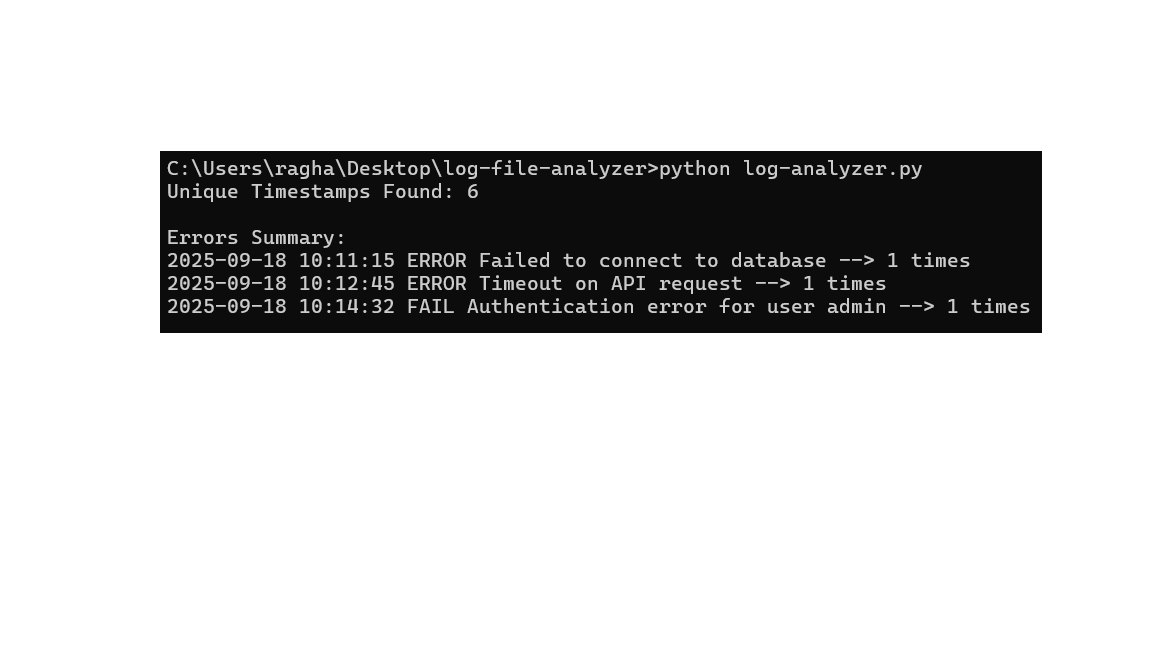 C:\Users\ragha\Desktop\log-file-analyzer>python log-analyzer.py
Unique Timestamps Found: 6
Errors Summary:
2025-09-18 10:11:15 ERROR Failed to connect to database --> 1 times
2025-09-18 10:12:45 ERROR Timeout on API request --> 1 times
2025-09-18 10:14:32 FAIL Authentication error for user admin --> 1 times